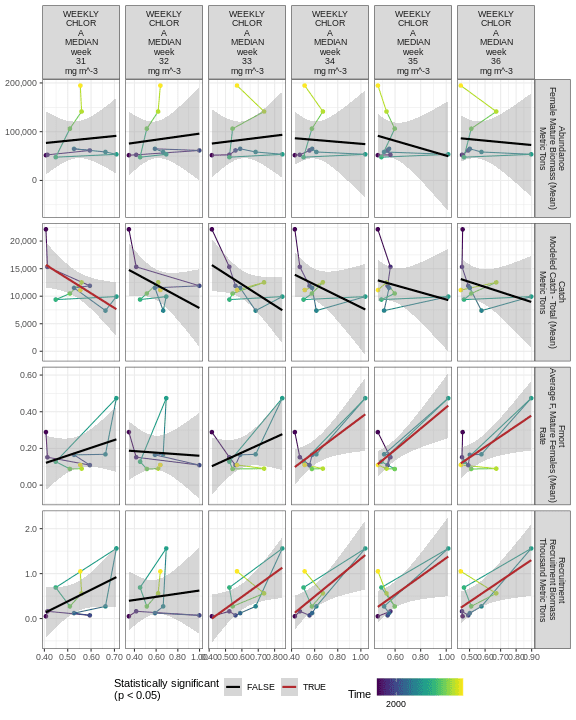 WEEKLY CHLOR A MEDIAN week 31 mg m^-3
WEEKLY CHLOR A MEDIAN week 32 mg m^-3
WEEKLY CHLOR A MEDIAN week 33 mg m^-3
WEEKLY CHLOR A MEDIAN week 34 mg m^-3
WEEKLY CHLOR A MEDIAN week 35 mg m^-3
WEEKLY CHLOR A MEDIAN week 36 mg m^-3
200,000
100,000
0
Abundance
Female Mature Biomass (Mean)
Metric Tons
20,000
15,000
10,000
5,000
0
Catch
Modeled Catch - Total (Mean)
Metric Tons
0.60
0.40
0.20
0.00
Fmort
Average F, Mature Females (Mean)
Rate
2.0
1.0
0.0
Recruitment
Recruitment Biomass
Thousand Metric Tons
0.40 0.50 0.60 0.70
0.40 0.60 0.80
0.50 0.60 0.70 0.80
0.40 0.60 0.80 1.00
0.60 0.80 1.00
0.50 0.60 0.70 0.80 0.90
Statistically significant
(p < 0.05)
FALSE
TRUE
Time
2000